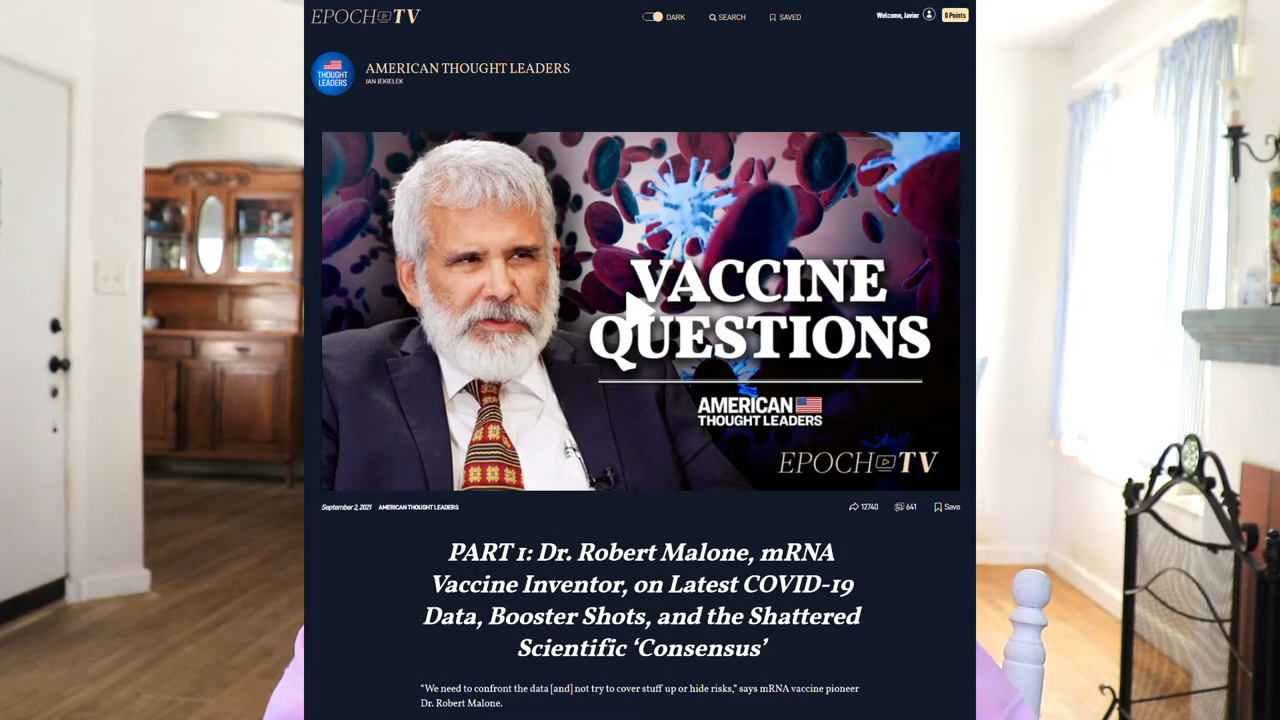 EPOCH TV
DARK
SEARCH
SAVED
Welcome, Javier
0 Points
THOUGHT
LEADERS
AMERICAN THOUGHT LEADERS
JAN JEKIELEK
VACCINE
QUESTIONS
AMERICAN
THOUGHT LEADERS
EPOCH TV
September 2, 2021 AMERICAN THOUGHT LEADERS
12740
641
Save
PART 1: Dr. Robert Malone, mRNA
Vaccine Inventor, on Latest COVID-19
Data, Booster Shots, and the Shattered
Scientific ‘Consensus’
“We need to confront the data [and] not try to cover stuff up or hide risks,” says mRNA vaccine pioneer
Dr. Robert Malone.